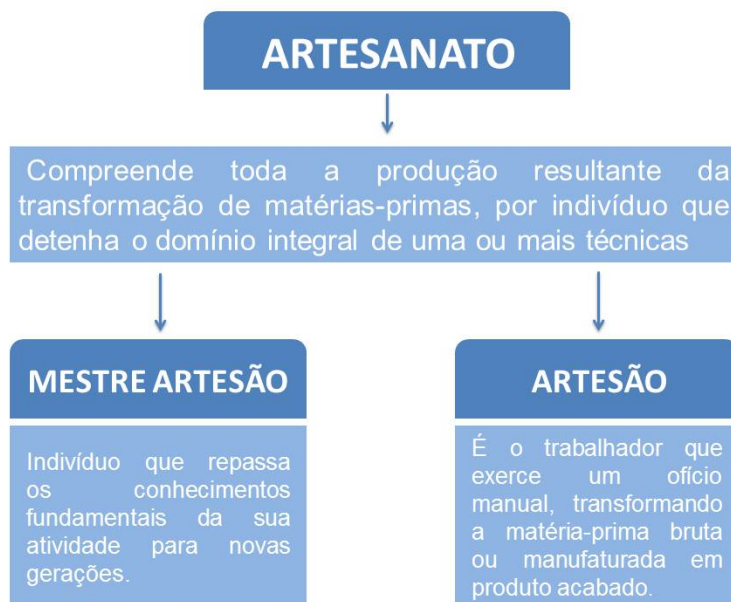 ARTESANATO
Compreende toda a produção resultante da
transformação de matérias-primas, por indivíduo que
detenha o domínio integral de uma ou mais técnicas
MESTRE ARTESÃO
Indivíduo que repassa
os conhecimentos
fundamentais da sua
atividade para novas
gerações.
ARTESÃO
É o trabalhador que
exerce um ofício
manual, transformando
a matéria-prima bruta
ou manufaturada em
produto acabado.